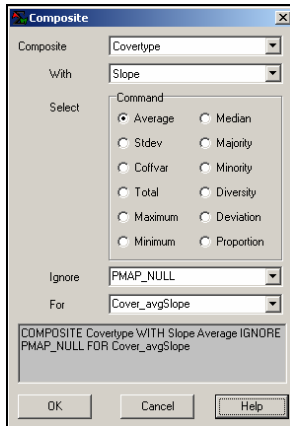 Composite
Composite Covertype
With Slope
Select Command
Average Median
Stdev Majority
Coffvar Minority
Total Diversity
Maximum Deviation
Minimum Proportion
Ignore PMAP_NULL
For Cover_avgSlope
COMPOSITE Covertype WITH Slope Average IGNORE
PMAP_NULL FOR Cover_avgSlope
OK Cancel Help